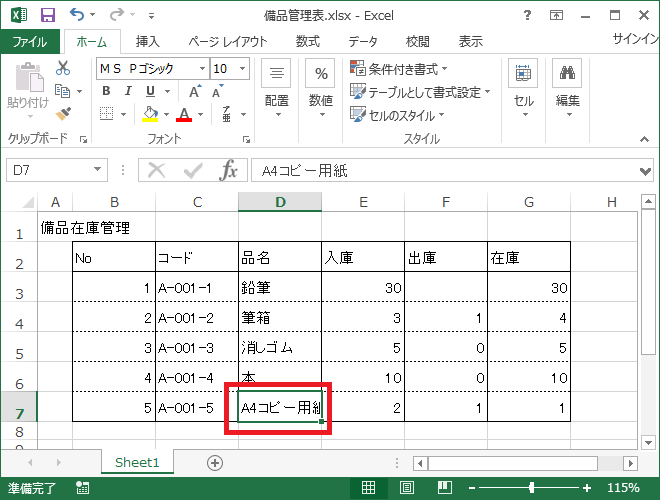 備品管理表.xlsx - Excel
ファイル ホーム 挿入 ページ レイアウト 数式 データ 校閲 表示 サインイン
貼り付け
クリップボード
ＭＳ Ｐゴシック 10
B I U A A
A 亜
フォント
配置
%
数値
条件付き書式
テーブルとして書式設定
セルのスタイル
スタイル
セル
編集
D7 fx A4コピー用紙
A B C D E F G H
1 備品在庫管理
2 No コード 品名 入庫 出庫 在庫
3 1 A-001-1 鉛筆 30 30
4 2 A-001-2 筆箱 3 1 4
5 3 A-001-3 消しゴム 5 0 5
6 4 A-001-4 本 10 0 10
7 5 A-001-5 A4コピー用紙 2 1 1
8
9
Sheet1
準備完了 115%